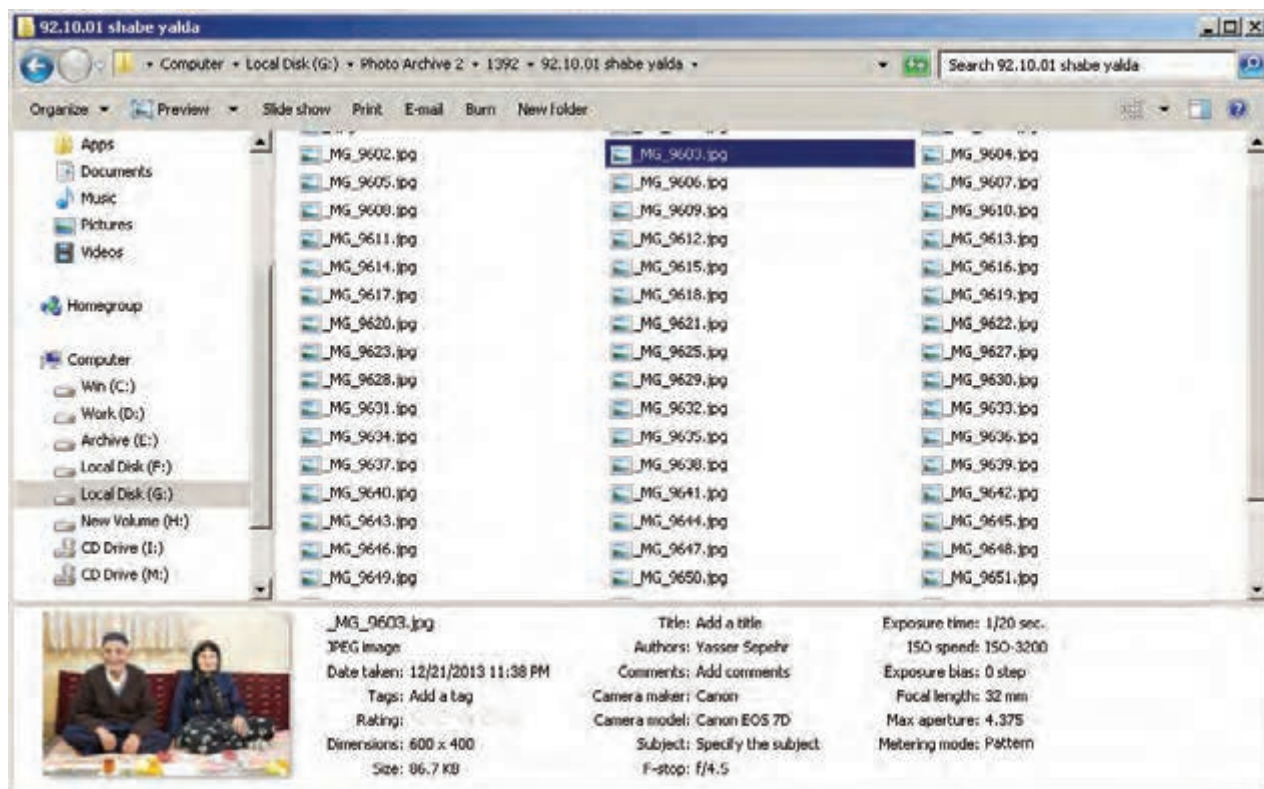 92.10.01 shabe yalda
Computer Local Disk (G:) Photo Archive 2 1392 92.10.01 shabe yalda
Search 92.10.01 shabe yalda
Organize Preview Slide show Print E-mail Burn New folder
Apps
Documents
Music
Pictures
Videos
Homegroup
Computer
Win (C:)
Work (D:)
Archive (E:)
Local Disk (F:)
Local Disk (G:)
New Volume (H:)
CD Drive (I:)
CD Drive (M:)
_MG_9602.jpg _MG_9603.jpg _MG_9604.jpg
_MG_9605.jpg _MG_9606.jpg _MG_9607.jpg
_MG_9608.jpg _MG_9609.jpg _MG_9610.jpg
_MG_9611.jpg _MG_9612.jpg _MG_9613.jpg
_MG_9614.jpg _MG_9615.jpg _MG_9616.jpg
_MG_9617.jpg _MG_9618.jpg _MG_9619.jpg
_MG_9620.jpg _MG_9621.jpg _MG_9622.jpg
_MG_9623.jpg _MG_9625.jpg _MG_9627.jpg
_MG_9628.jpg _MG_9629.jpg _MG_9630.jpg
_MG_9631.jpg _MG_9632.jpg _MG_9633.jpg
_MG_9634.jpg _MG_9635.jpg _MG_9636.jpg
_MG_9637.jpg _MG_9638.jpg _MG_9639.jpg
_MG_9640.jpg _MG_9641.jpg _MG_9642.jpg
_MG_9643.jpg _MG_9644.jpg _MG_9645.jpg
_MG_9646.jpg _MG_9647.jpg _MG_9648.jpg
_MG_9649.jpg _MG_9650.jpg _MG_9651.jpg
_MG_9603.jpg
JPEG image
Date taken: 12/21/2013 11:38 PM
Tags: Add a tag
Rating:
Dimensions: 600 x 400
Size: 86.7 KB
Title: Add a title
Authors: Yasser Sepehr
Comments: Add comments
Camera maker: Canon
Camera model: Canon EOS 7D
Subject: Specify the subject
F-stop: f/4.5
Exposure time: 1/20 sec.
ISO speed: ISO-3200
Exposure bias: 0 step
Focal length: 32 mm
Max aperture: 4.375
Metering mode: Pattern